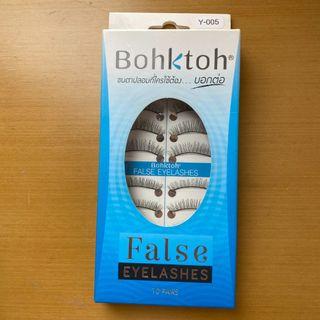 Y-005
Bohktoh®
ขนตาปลอมที่ใครใช้ต้อง... บอกต่อ
Bohktoh®
FALSE EYELASHES
False
EYELASHES
10 PAIRS